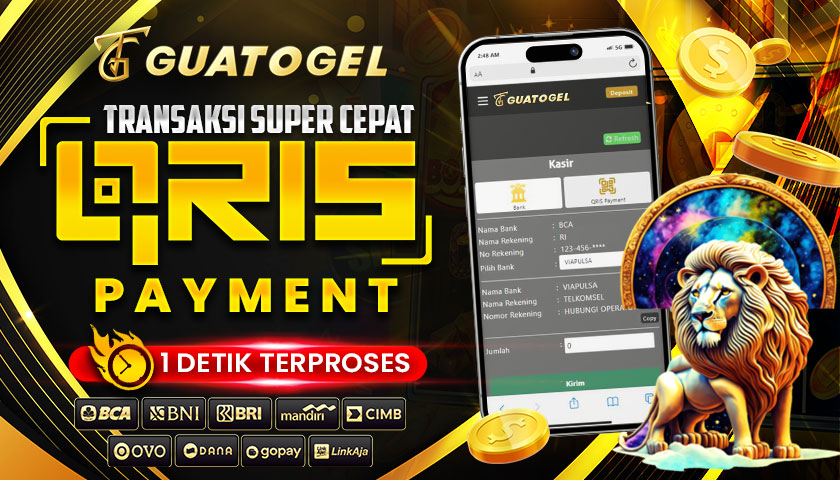 GUATOGEL
TRANSAKSI SUPER CEPAT
QRIS
PAYMENT
1 DETIK TERPROSES
BCA
BNI
BRI
mandiri
CIMB
OVO
DANA
gopay
LinkAja
2:48 AM
5G
AA
GUATOGEL
Deposit
Refresh
Kasir
Bank
QRIS Payment
Nama Bank : BCA
Nama Rekening : RI
No Rekening : 123-456-****
Pilih Bank : VIAPULSA
Nama Bank : VIAPULSA
Nama Rekening : TELKOMSEL
Nomor Rekening : HUBUNGI OPERA
Copy
Jumlah : 0
Kirim